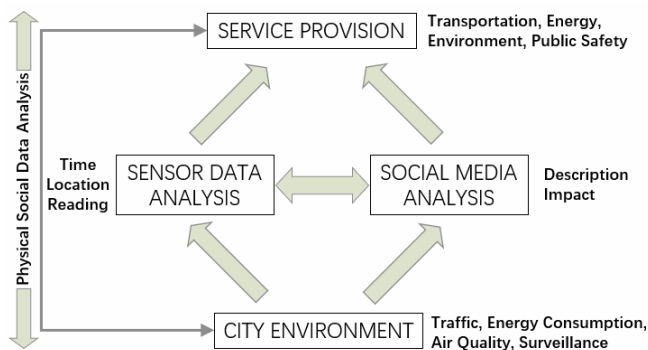 SERVICE PROVISION
Transportation, Energy,
Environment, Public Safety
Physical Social Data Analysis
Time
Location
Reading
SENSOR DATA
ANALYSIS
SOCIAL MEDIA
ANALYSIS
Description
Impact
CITY ENVIRONMENT
Traffic, Energy Consumption,
Air Quality, Surveillance